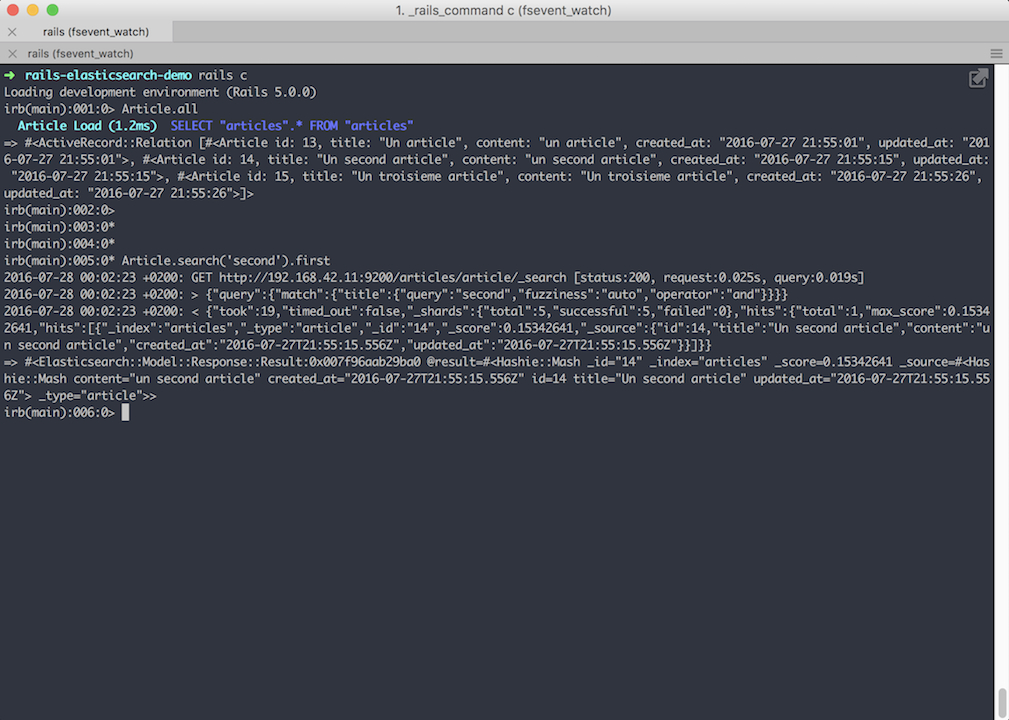 1. _rails_command c (fsevent_watch)
rails (fsevent_watch)
rails (fsevent_watch)
➜ rails-elasticsearch-demo rails c
Loading development environment (Rails 5.0.0)
irb(main):001:0> Article.all
Article Load (1.2ms)  SELECT "articles".* FROM "articles"
=> #<ActiveRecord::Relation [#<Article id: 13, title: "Un article", content: "un article", created_at: "2016-07-27 21:55:01", updated_at: "201
6-07-27 21:55:01">, #<Article id: 14, title: "Un second article", content: "un second article", created_at: "2016-07-27 21:55:15", updated_at:
"2016-07-27 21:55:15">, #<Article id: 15, title: "Un troisieme article", content: "Un troisieme article", created_at: "2016-07-27 21:55:26",
updated_at: "2016-07-27 21:55:26">]>
irb(main):002:0>
irb(main):003:0*
irb(main):004:0*
irb(main):005:0* Article.search('second').first
2016-07-28 00:02:23 +0200: GET http://192.168.42.11:9200/articles/article/_search [status:200, request:0.025s, query:0.019s]
2016-07-28 00:02:23 +0200: > {"query":{"match":{"title":{"query":"second","fuzziness":"auto","operator":"and"}}}}
2016-07-28 00:02:23 +0200: < {"took":19,"timed_out":false,"_shards":{"total":5,"successful":5,"failed":0},"hits":{"total":1,"max_score":0.1534
2641,"hits":[{"_index":"articles","_type":"article","_id":"14","_score":0.15342641,"_source":{"id":14,"title":"Un second article","content":"u
n second article","created_at":"2016-07-27T21:55:15.556Z","updated_at":"2016-07-27T21:55:15.556Z"}}]}}
=> #<Elasticsearch::Model::Response::Result:0x007f96aab29ba0 @result=#<Hashie::Mash _id="14" _index="articles" _score=0.15342641 _source=#<Has
hie::Mash content="un second article" created_at="2016-07-27T21:55:15.556Z" id=14 title="Un second article" updated_at="2016-07-27T21:55:15.55
6Z"> _type="article">>
irb(main):006:0>